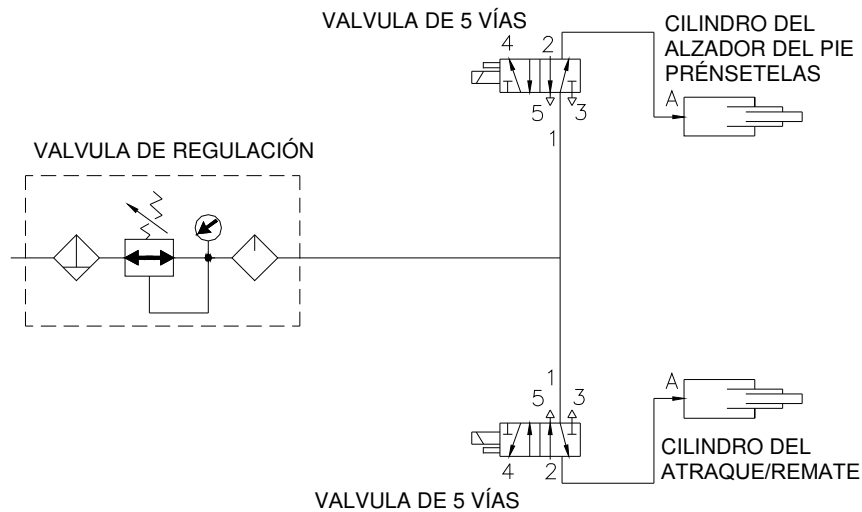 VALVULA DE 5 VÍAS
CILINDRO DEL
ALZADOR DEL PIE
PRÉNSETELAS
4 2
A
5 3
1
VALVULA DE REGULACIÓN
1
5 3
A
4 2
CILINDRO DEL
ATRAQUE/REMATE
VALVULA DE 5 VÍAS